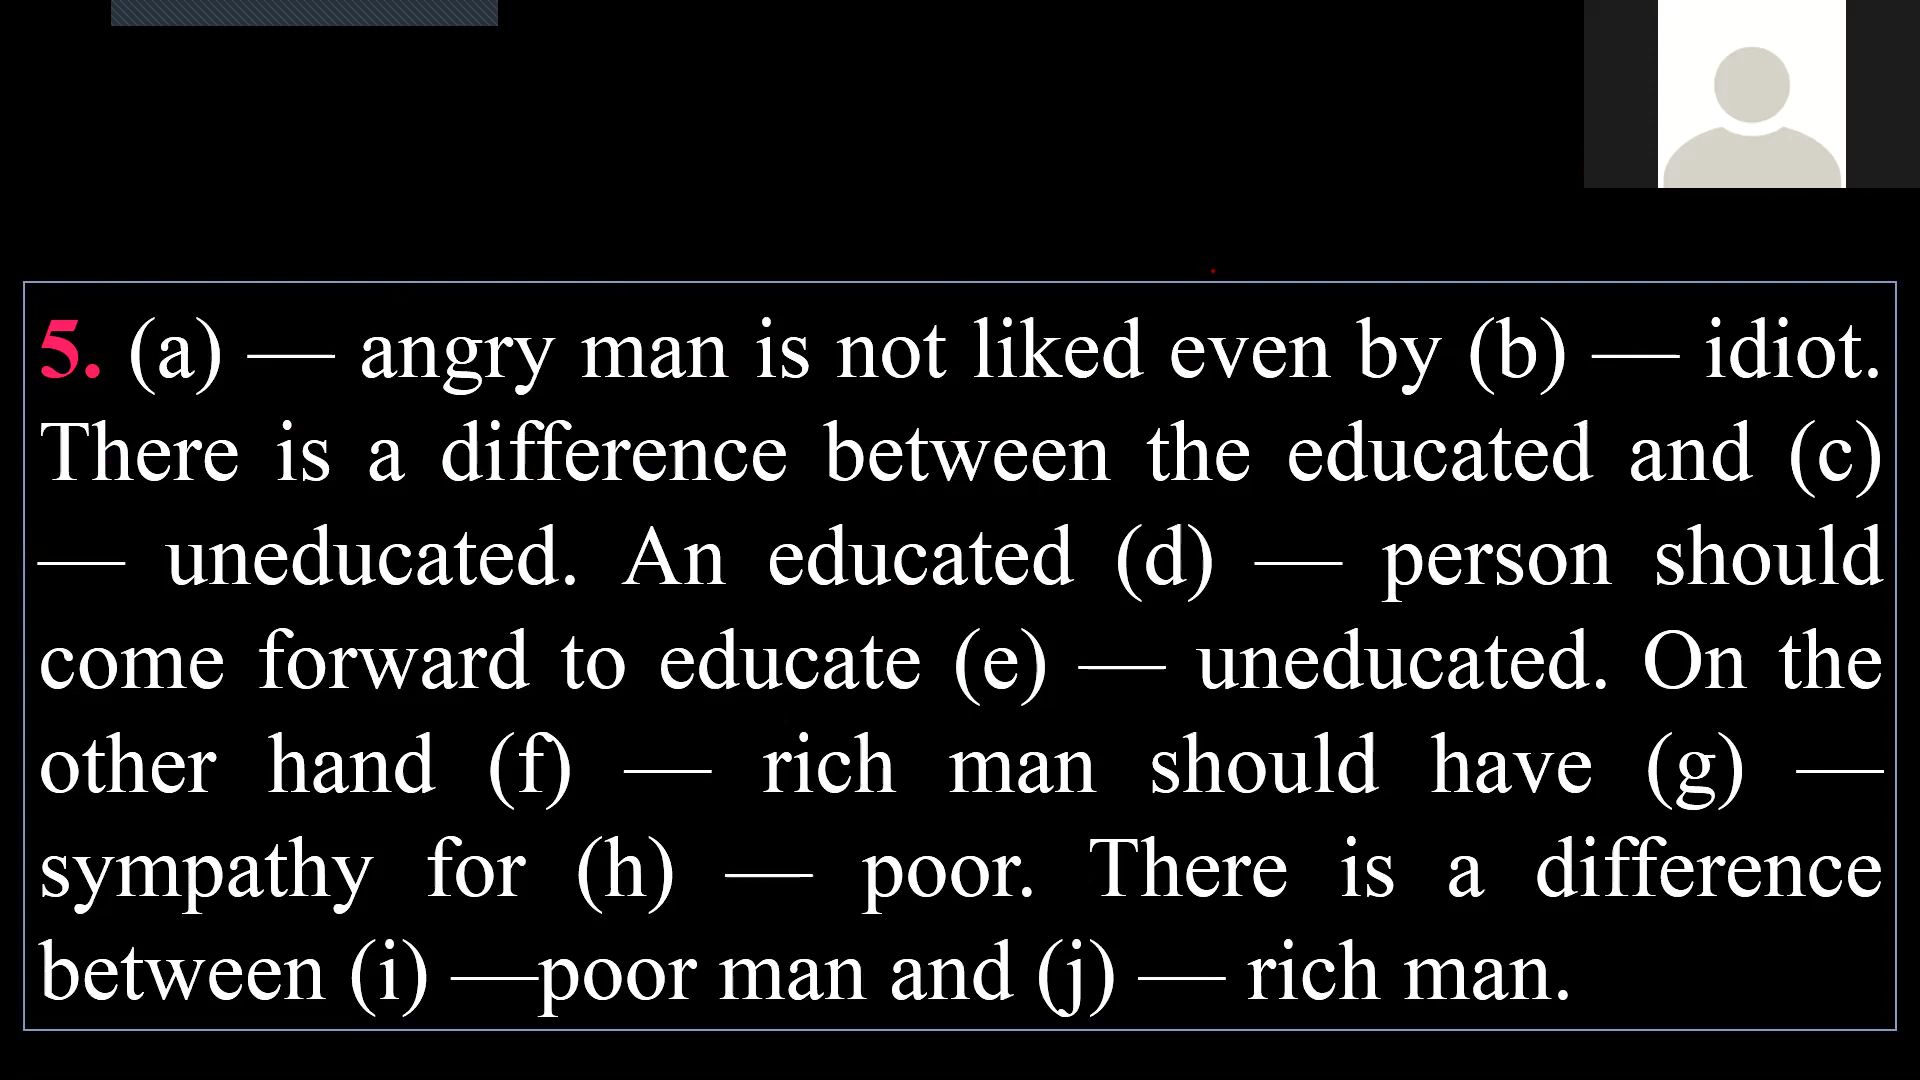 5. (a) — angry man is not liked even by (b) — idiot.
There is a difference between the educated and (c)
— uneducated. An educated (d) — person should
come forward to educate (e) — uneducated. On the
other hand (f) — rich man should have (g) —
sympathy for (h) — poor. There is a difference
between (i) —poor man and (j) — rich man.